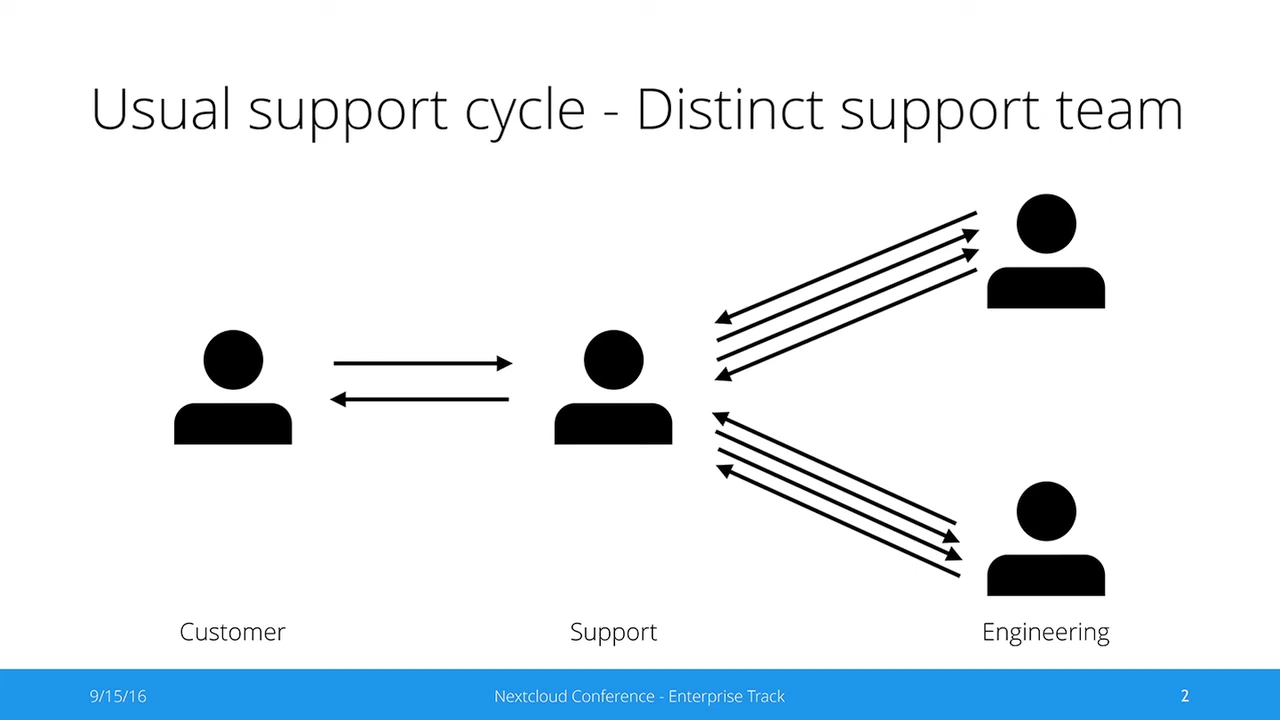 Usual support cycle - Distinct support team
Customer
Support
Engineering
9/15/16
Nextcloud Conference - Enterprise Track
2